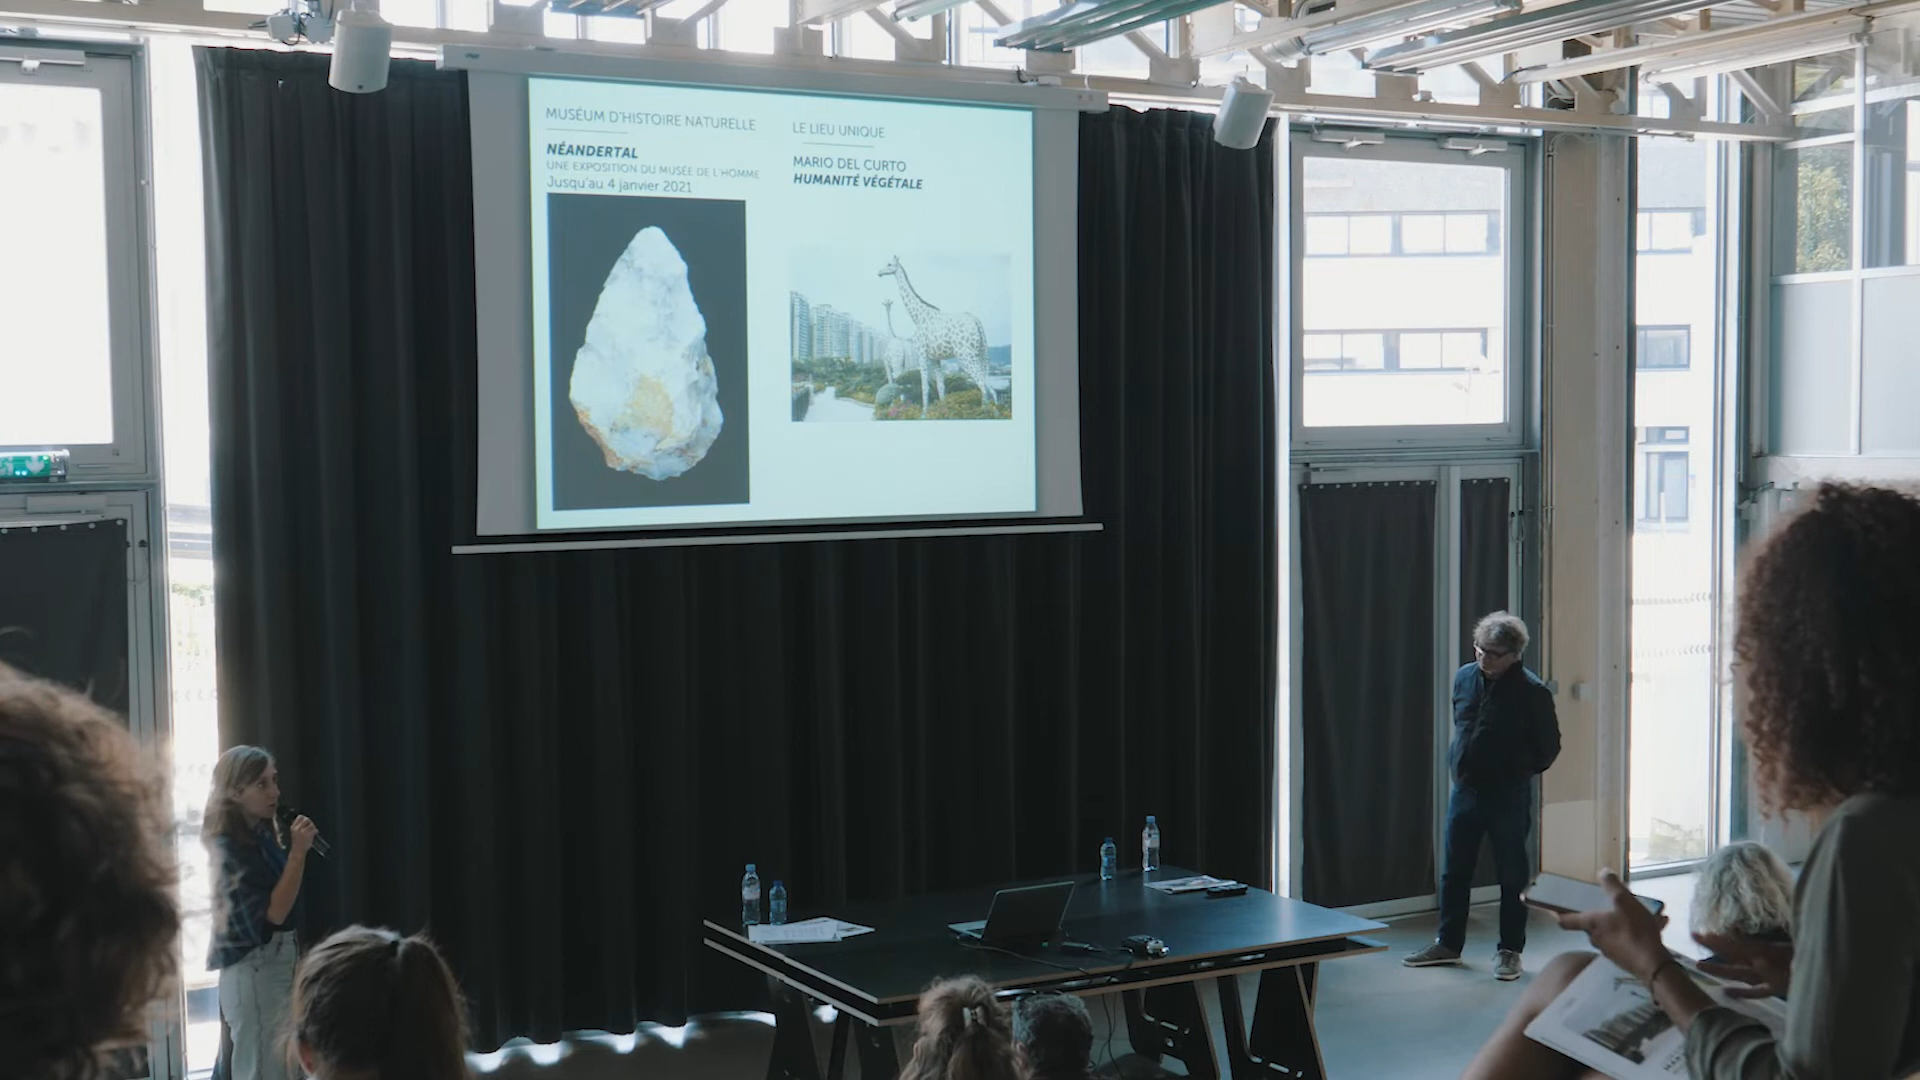 MUSÉUM D'HISTOIRE NATURELLE
NÉANDERTAL
UNE EXPOSITION DU MUSÉE DE L'HOMME
Jusqu'au 4 janvier 2021
LE LIEU UNIQUE
MARIO DEL CURTO
HUMANITÉ VÉGÉTALE